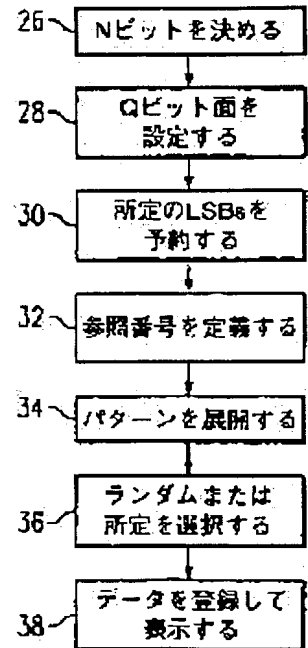 26
Nビットを決める
28
Qビット面を
設定する
30
所定のLSBsを
予約する
32
参照番号を定義する
34
パターンを展開する
36
ランダムまたは
所定を選択する
38
データを登録して
表示する